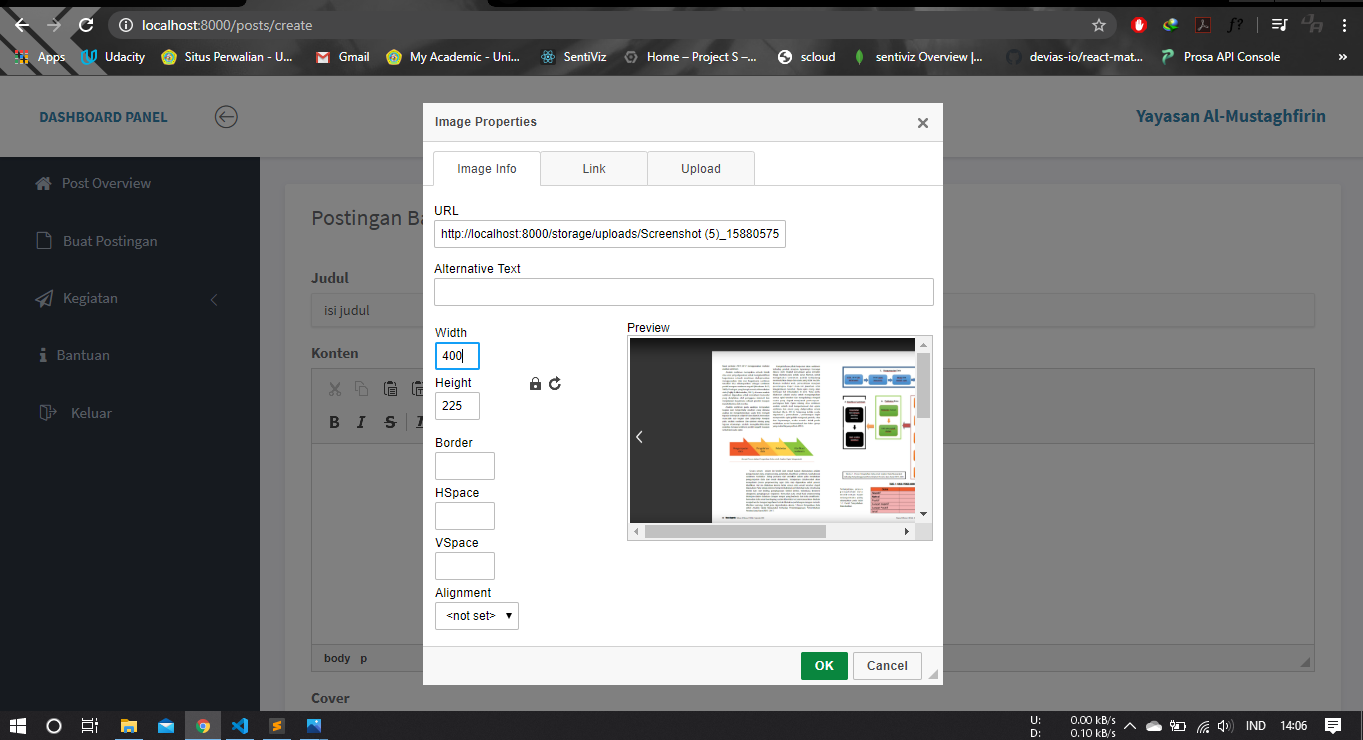 localhost:8000/posts/create
Apps Udacity Situs Perwalian - U... Gmail My Academic - Uni... SentiViz Home – Project S –... scloud sentiviz Overview |... devias-io/react-mat... Prosa API Console »
DASHBOARD PANEL
Yayasan Al-Mustaghfirin
Post Overview
Buat Postingan
Kegiatan
Bantuan
Keluar
Postingan Ba
Judul
isi judul
Konten
B I S I
body p
Cover
Image Properties
Image Info Link Upload
URL
http://localhost:8000/storage/uploads/Screenshot (5)_15880575
Alternative Text
Width
400
Height
225
Border
HSpace
VSpace
Alignment
<not set>
Preview
OK Cancel
U: 0.00 kB/s
D: 0.10 kB/s
IND 14:06